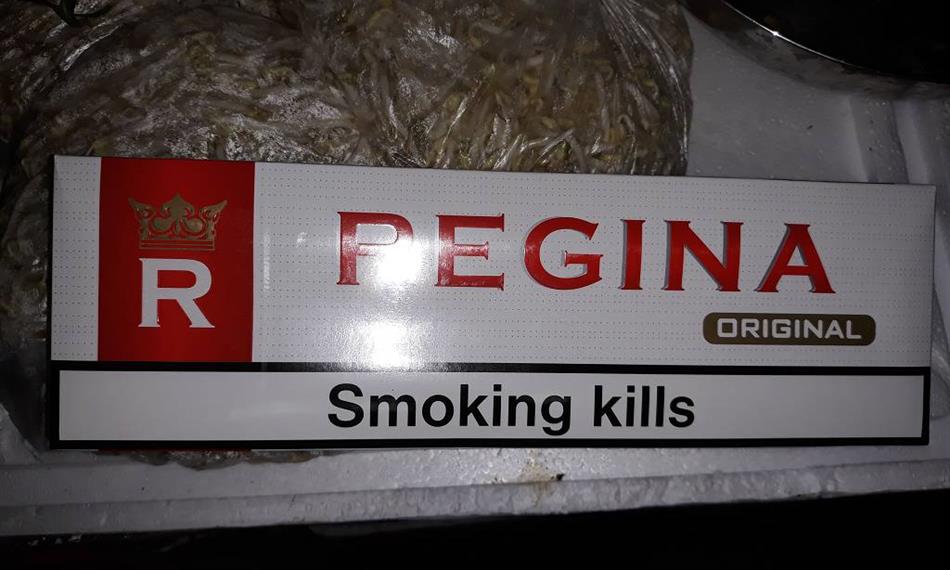 R
PEGINA
ORIGINAL
Smoking kills